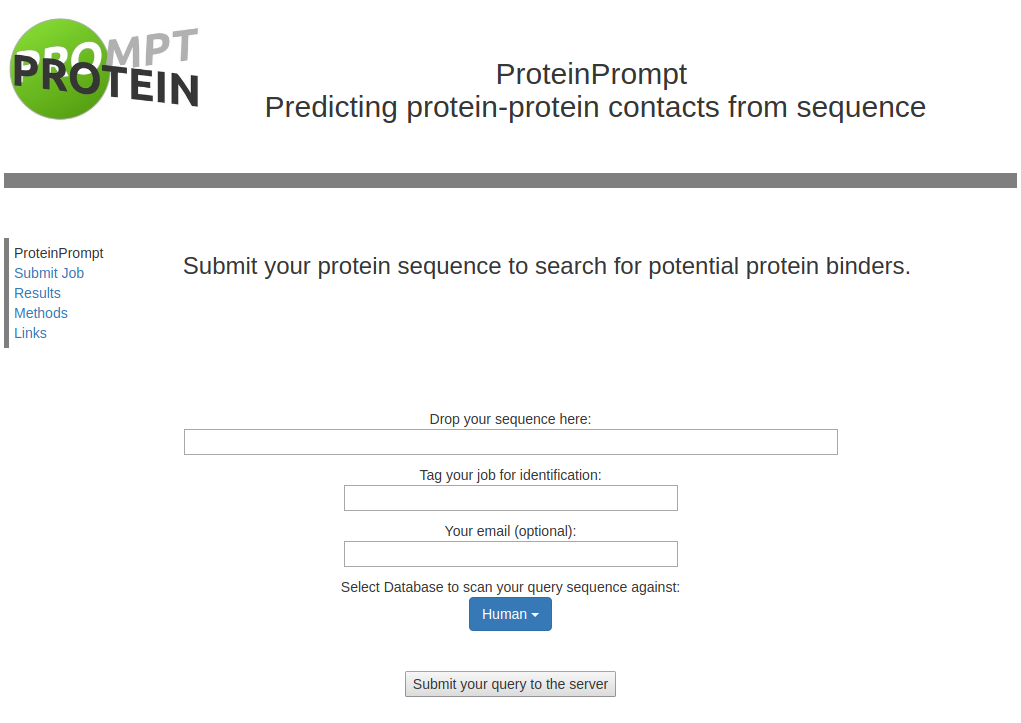 PROMPT
PROTEIN
ProteinPrompt
Predicting protein-protein contacts from sequence
ProteinPrompt
Submit Job
Results
Methods
Links
Submit your protein sequence to search for potential protein binders.
Drop your sequence here:
Tag your job for identification:
Your email (optional):
Select Database to scan your query sequence against:
Human
Submit your query to the server